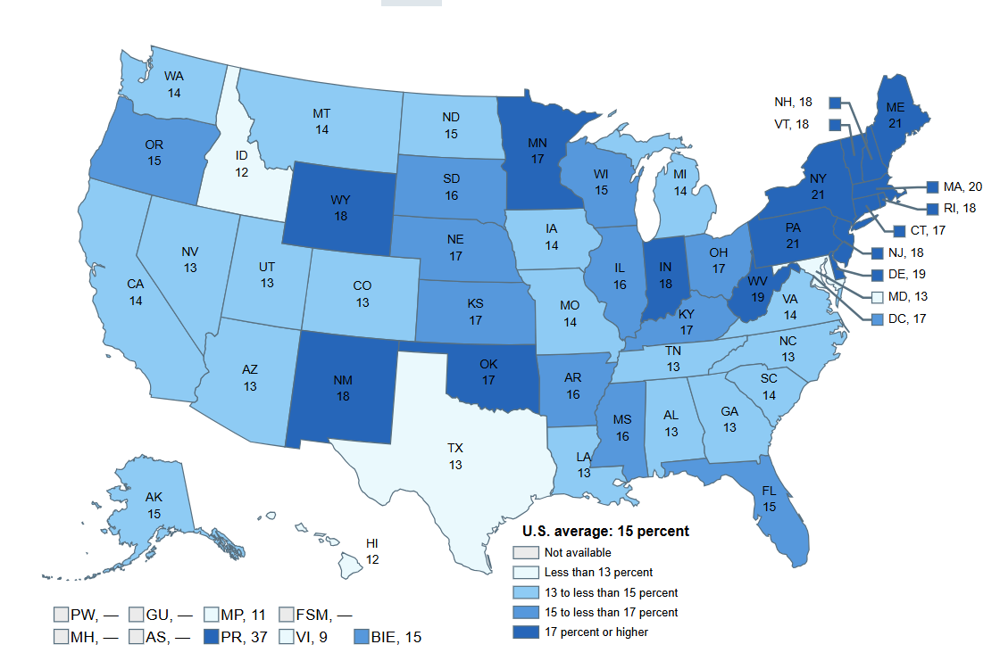 WA
14
MT
14
ND
15
MN
17
NH, 18
ME
21
VT, 18
OR
15
ID
12
SD
16
WI
15
MI
14
WY
18
NY
21
MA, 20
RI, 18
CT, 17
NE
17
IA
14
PA
21
NJ, 18
NV
13
UT
13
CO
13
IL
16
IN
18
OH
17
DE, 19
WV
19
MD, 13
CA
14
KS
17
MO
14
KY
17
VA
14
DC, 17
AZ
13
NM
18
OK
17
AR
16
TN
13
NC
13
SC
14
MS
16
AL
13
GA
13
TX
13
LA
13
AK
15
FL
15
HI
12
U.S. average: 15 percent
Not available
Less than 13 percent
13 to less than 15 percent
15 to less than 17 percent
17 percent or higher
PW, — GU, — MP, 11 FSM, —
MH, — AS, — PR, 37 VI, 9 BIE, 15